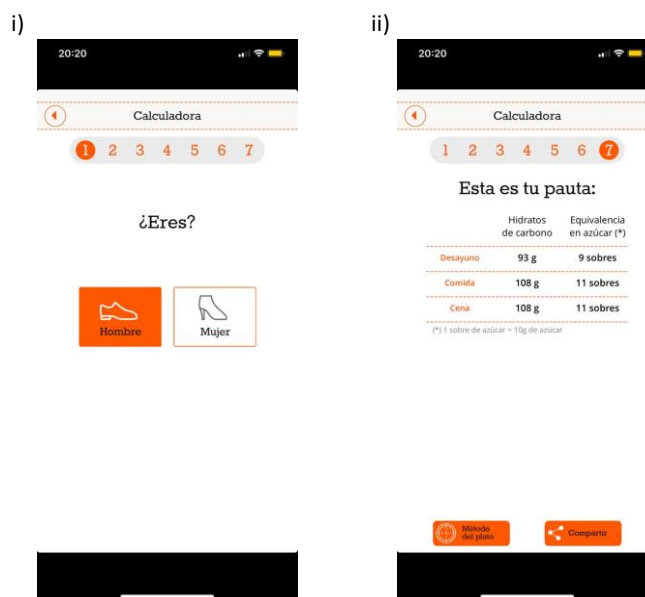 i)
20:20
Calculadora
1 2 3 4 5 6 7
¿Eres?
Hombre
Mujer
ii)
20:20
Calculadora
1 2 3 4 5 6 7
Esta es tu pauta:
Hidratos
de carbono
Equivalencia
en azúcar (*)
Desayuno 93 g 9 sobres
Comida 108 g 11 sobres
Cena 108 g 11 sobres
(*) 1 sobre de azúcar = 10g de azúcar
Método
del plato
Compartir